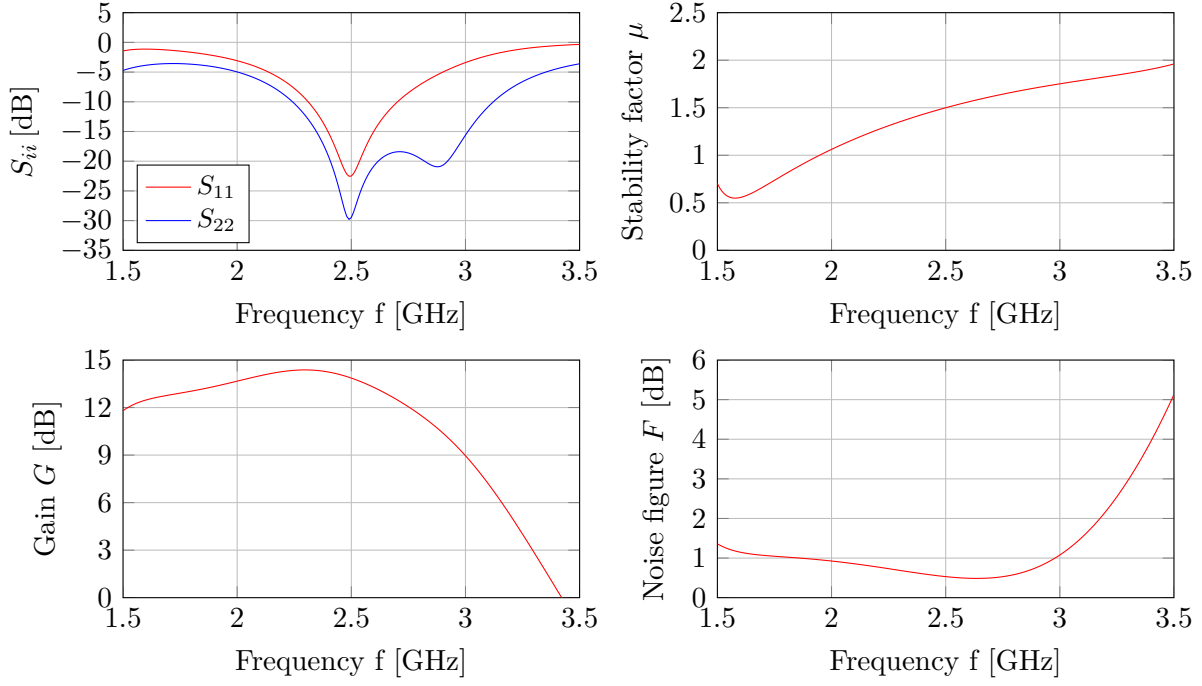 5
0
−5
−10
−15
−20
−25
−30
−35
1.5 2 2.5 3 3.5
S_ii [dB]
Frequency f [GHz]
S_11
S_22
2.5
2
1.5
1
0.5
0
1.5 2 2.5 3 3.5
Stability factor μ
Frequency f [GHz]
15
12
9
6
3
0
1.5 2 2.5 3 3.5
Gain G [dB]
Frequency f [GHz]
6
5
4
3
2
1
0
1.5 2 2.5 3 3.5
Noise figure F [dB]
Frequency f [GHz]